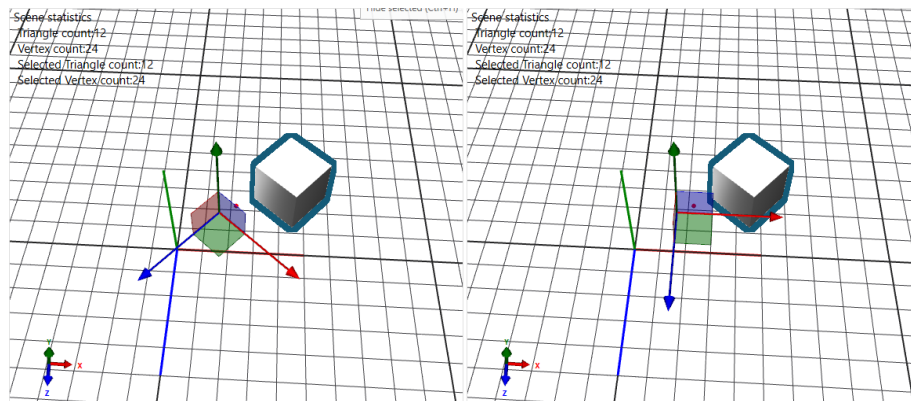 Hide selected (Ctrl+H)
Scene statistics
Triangle count:12
Vertex count:24
Selected Triangle count:12
Selected Vertex count:24
Y
X
Z
Scene statistics
Triangle count:12
Vertex count:24
Selected Triangle count:12
Selected Vertex count:24
Y
X
Z